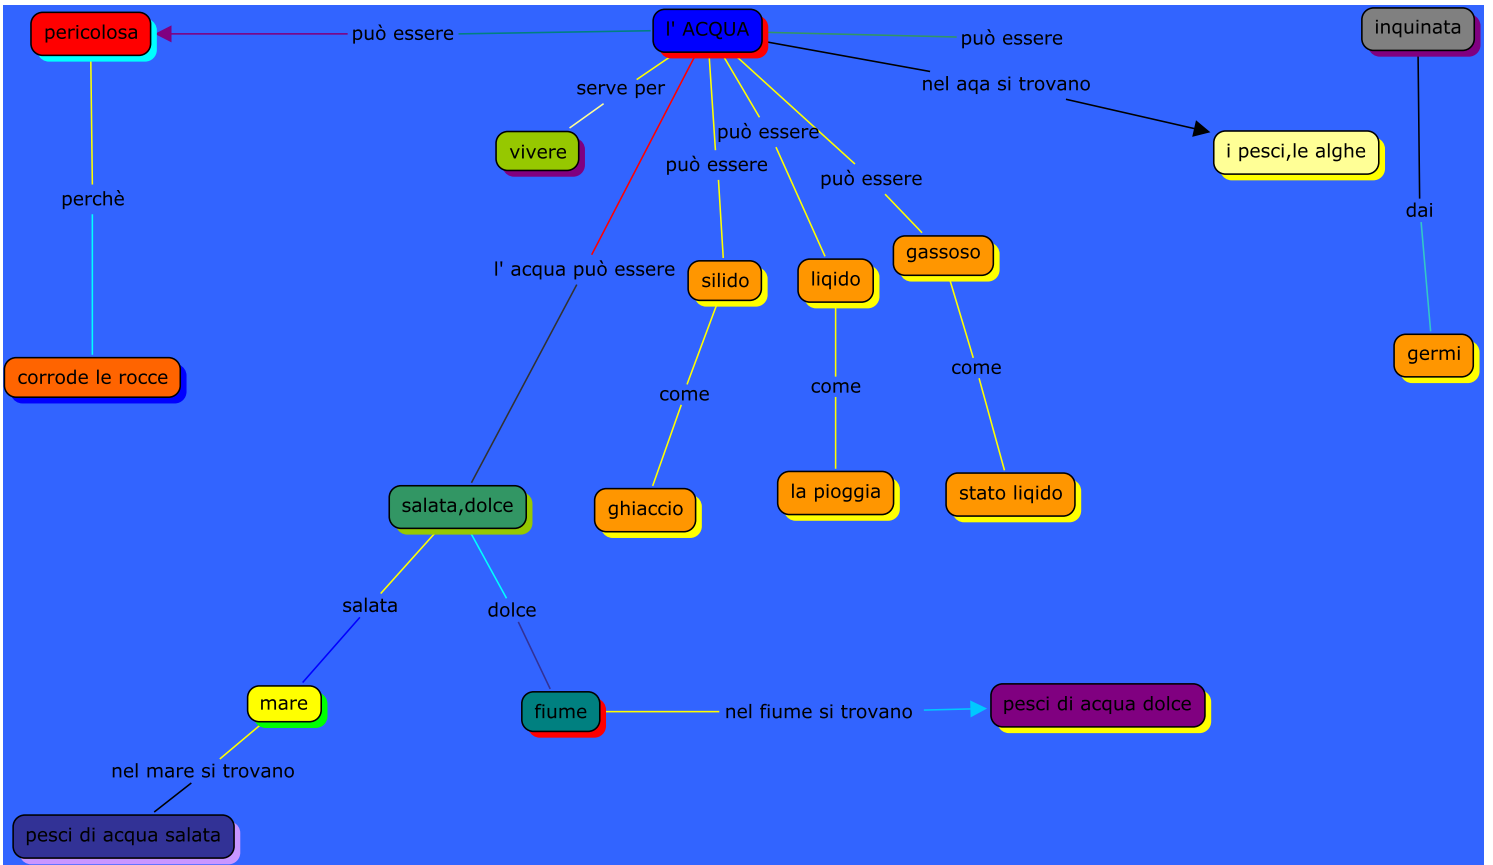 pericolosa
può essere
l' ACQUA
può essere
inquinata
nel aqa si trovano
serve per
vivere
può essere
può essere
può essere
i pesci,le alghe
perchè
dai
l' acqua può essere
silido
liqido
gassoso
germi
corrode le rocce
come
come
come
salata,dolce
ghiaccio
la pioggia
stato liqido
salata
dolce
mare
fiume
nel fiume si trovano
pesci di acqua dolce
nel mare si trovano
pesci di acqua salata